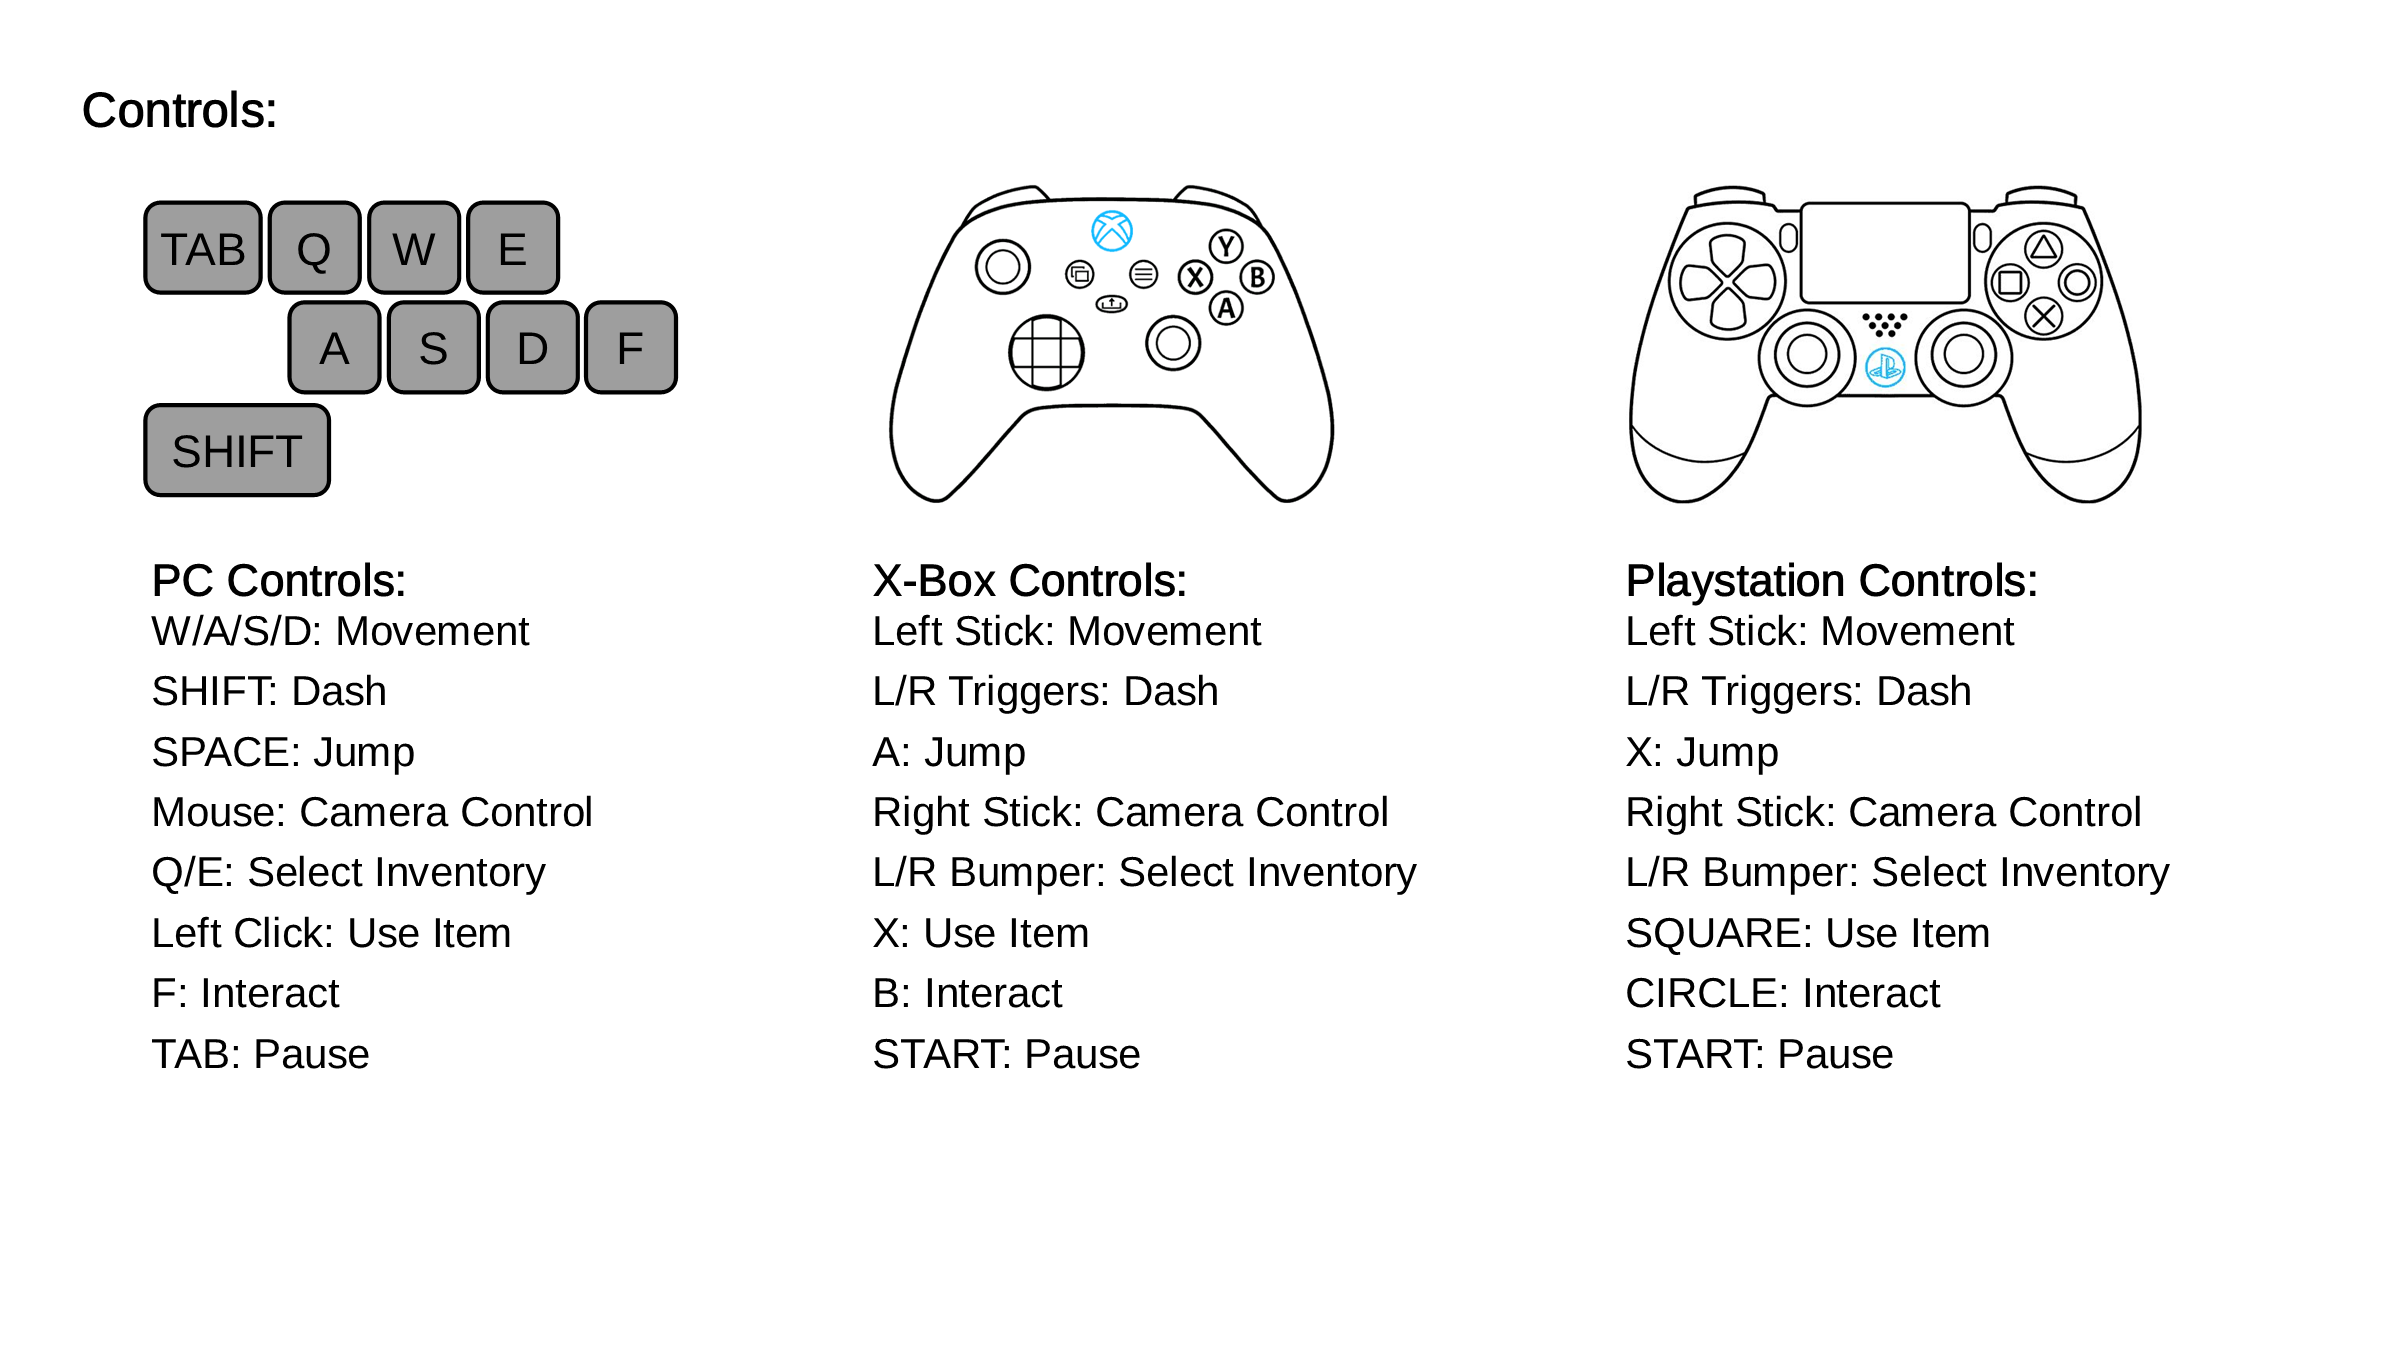 Controls:
TAB Q W E
A S D F
SHIFT
Y
X B
A
PC Controls:
W/A/S/D: Movement
SHIFT: Dash
SPACE: Jump
Mouse: Camera Control
Q/E: Select Inventory
Left Click: Use Item
F: Interact
TAB: Pause
X-Box Controls:
Left Stick: Movement
L/R Triggers: Dash
A: Jump
Right Stick: Camera Control
L/R Bumper: Select Inventory
X: Use Item
B: Interact
START: Pause
Playstation Controls:
Left Stick: Movement
L/R Triggers: Dash
X: Jump
Right Stick: Camera Control
L/R Bumper: Select Inventory
SQUARE: Use Item
CIRCLE: Interact
START: Pause